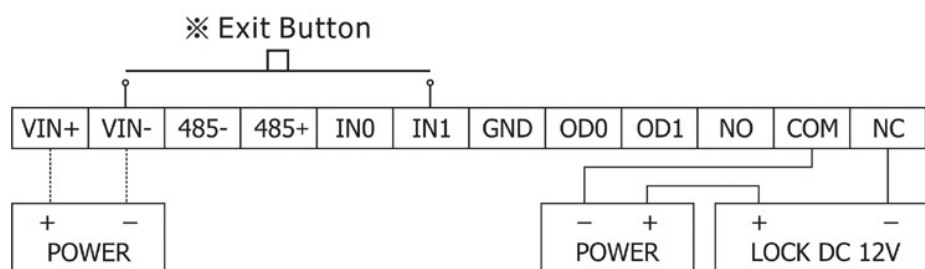 ※ Exit Button
VIN+ VIN- 485- 485+ IN0 IN1 GND OD0 OD1 NO COM NC
+ − − + + −
POWER POWER LOCK DC 12V